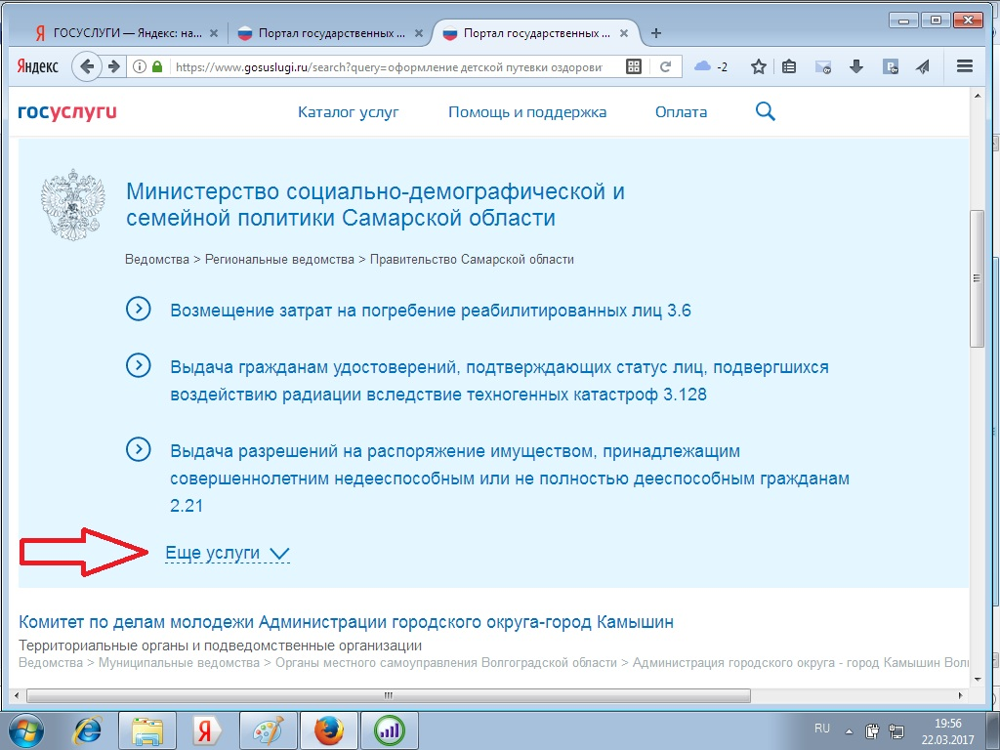 ГОСУСЛУГИ — Яндекс: на...
Портал государственных ...
Портал государственных ...
Яндекс
https://www.gosuslugi.ru/search?query=оформление детской путевки оздорови
-2
госуслуги
Каталог услуг
Помощь и поддержка
Оплата
Министерство социально-демографической и
семейной политики Самарской области
Ведомства > Региональные ведомства > Правительство Самарской области
Возмещение затрат на погребение реабилитированных лиц 3.6
Выдача гражданам удостоверений, подтверждающих статус лиц, подвергшихся
воздействию радиации вследствие техногенных катастроф 3.128
Выдача разрешений на распоряжение имуществом, принадлежащим
совершеннолетним недееспособным или не полностью дееспособным гражданам
2.21
Еще услуги
Комитет по делам молодежи Администрации городского округа-город Камышин
Территориальные органы и подведомственные организации
Ведомства > Муниципальные ведомства > Органы местного самоуправления Волгоградской области > Администрация городского округа - город Камышин Вол
RU
19:56
22.03.2017